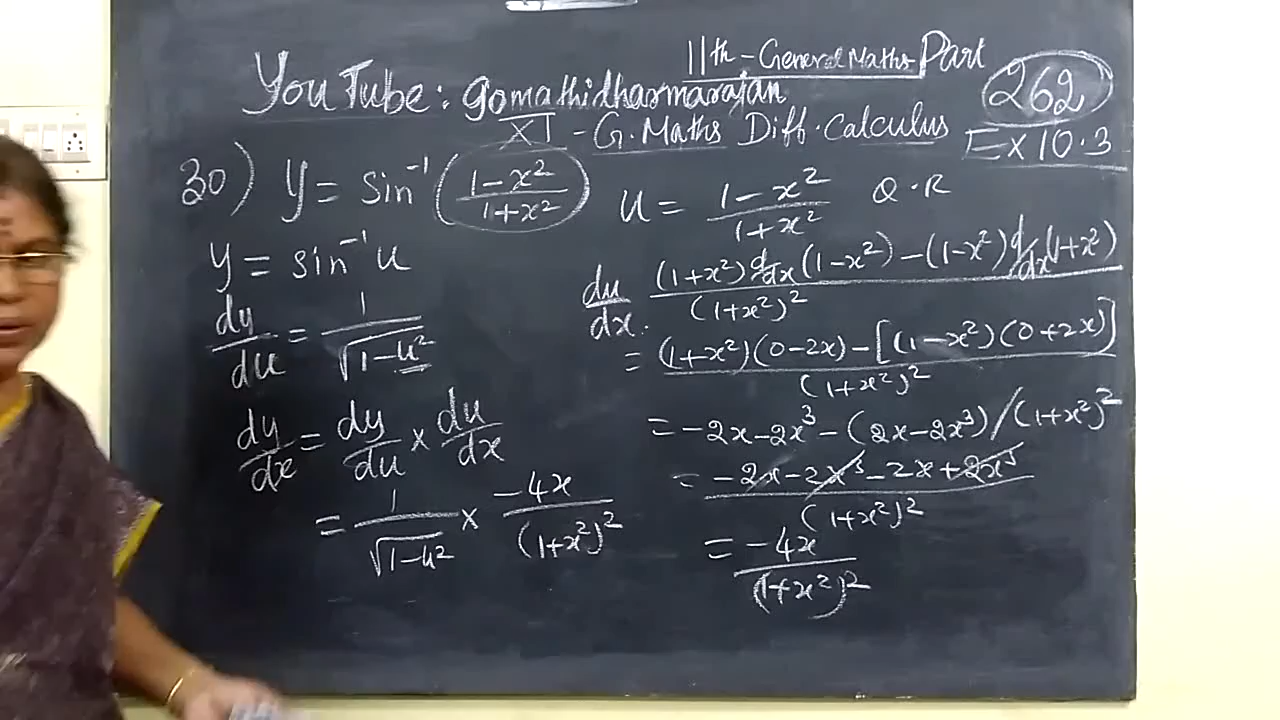 11th - General Maths Part
YouTube: gomathidharmarajan
262
XI - G. Maths Diff. Calculus
Ex 10.3
30) y = sin⁻¹ ( (1-x²)/(1+x²) )
y = sin⁻¹ u
dy/du = 1/√(1-u²)
dy/dx = dy/du × du/dx
= 1/√(1-u²) × -4x/(1+x²)²
u = (1-x²)/(1+x²) Q.R
du/dx. (1+x²) d/dx (1-x²) - (1-x²) d/dx (1+x²) / (1+x²)²
= (1+x²)(0-2x) - [(1-x²)(0+2x)] / (1+x²)²
= -2x-2x³-(2x-2x³)/(1+x²)²
= -2x-2x³-2x+2x³ / (1+x²)²
= -4x/(1+x²)²